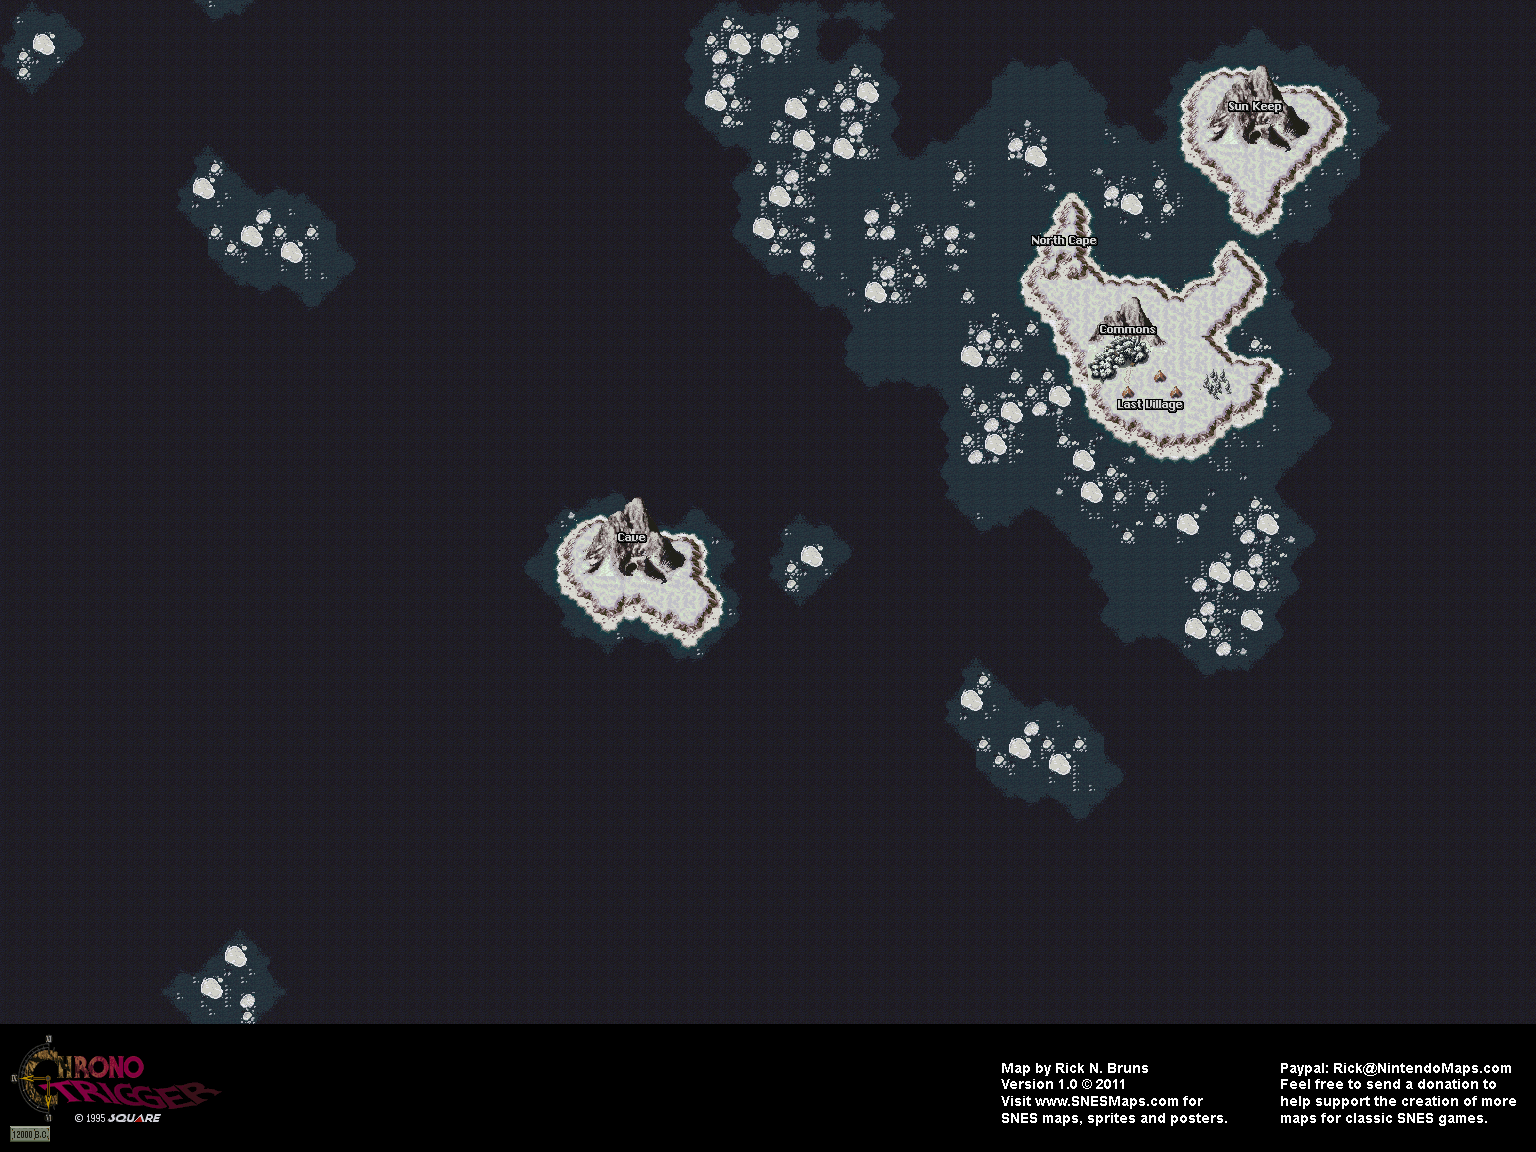 Sun Keep
North Cape
Commons
Last Village
Cave
CHRONO
TRIGGER
© 1995 SQUARE
12000 B.C.
Map by Rick N. Bruns
Version 1.0 © 2011
Visit www.SNESMaps.com for
SNES maps, sprites and posters.
Paypal: Rick@NintendoMaps.com
Feel free to send a donation to
help support the creation of more
maps for classic SNES games.